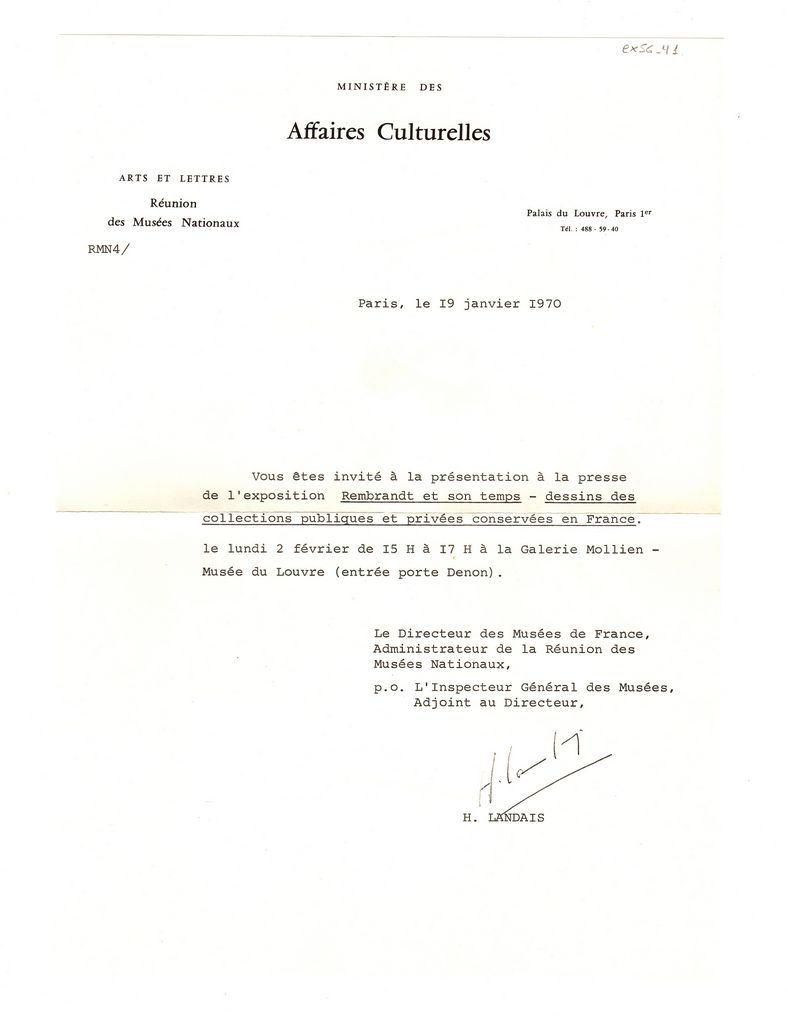 ex56_41
MINISTÈRE DES
Affaires Culturelles
ARTS ET LETTRES
Réunion
des Musées Nationaux
RMN4/
Palais du Louvre, Paris 1er
Tél. : 488 - 59 - 40
Paris, le I9 janvier I970
Vous êtes invité à la présentation à la presse
de l'exposition Rembrandt et son temps - dessins des
collections publiques et privées conservées en France.
le lundi 2 février de I5 H à I7 H à la Galerie Mollien -
Musée du Louvre (entrée porte Denon).
Le Directeur des Musées de France,
Administrateur de la Réunion des
Musées Nationaux,
p.o. L'Inspecteur Général des Musées,
Adjoint au Directeur,
H. Landais
H. LANDAIS